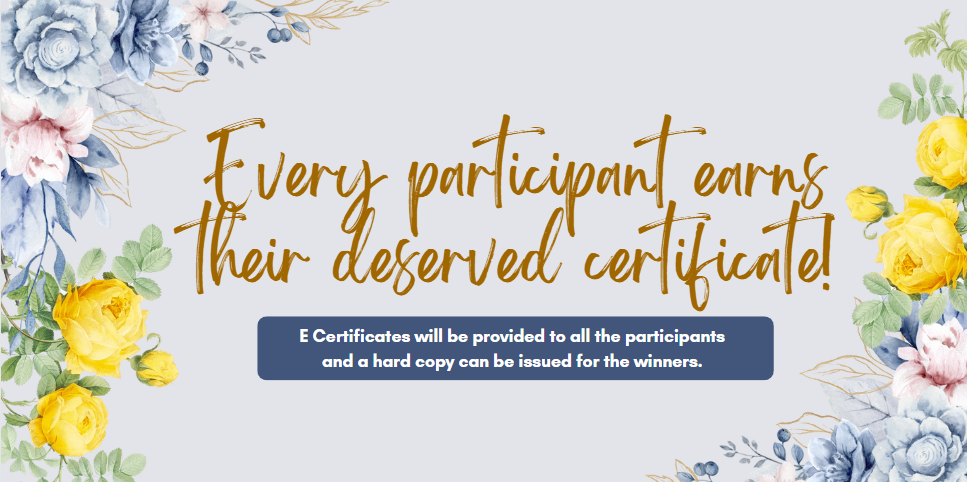 Every participant earns
their deserved certificate!
E Certificates will be provided to all the participants
and a hard copy can be issued for the winners.